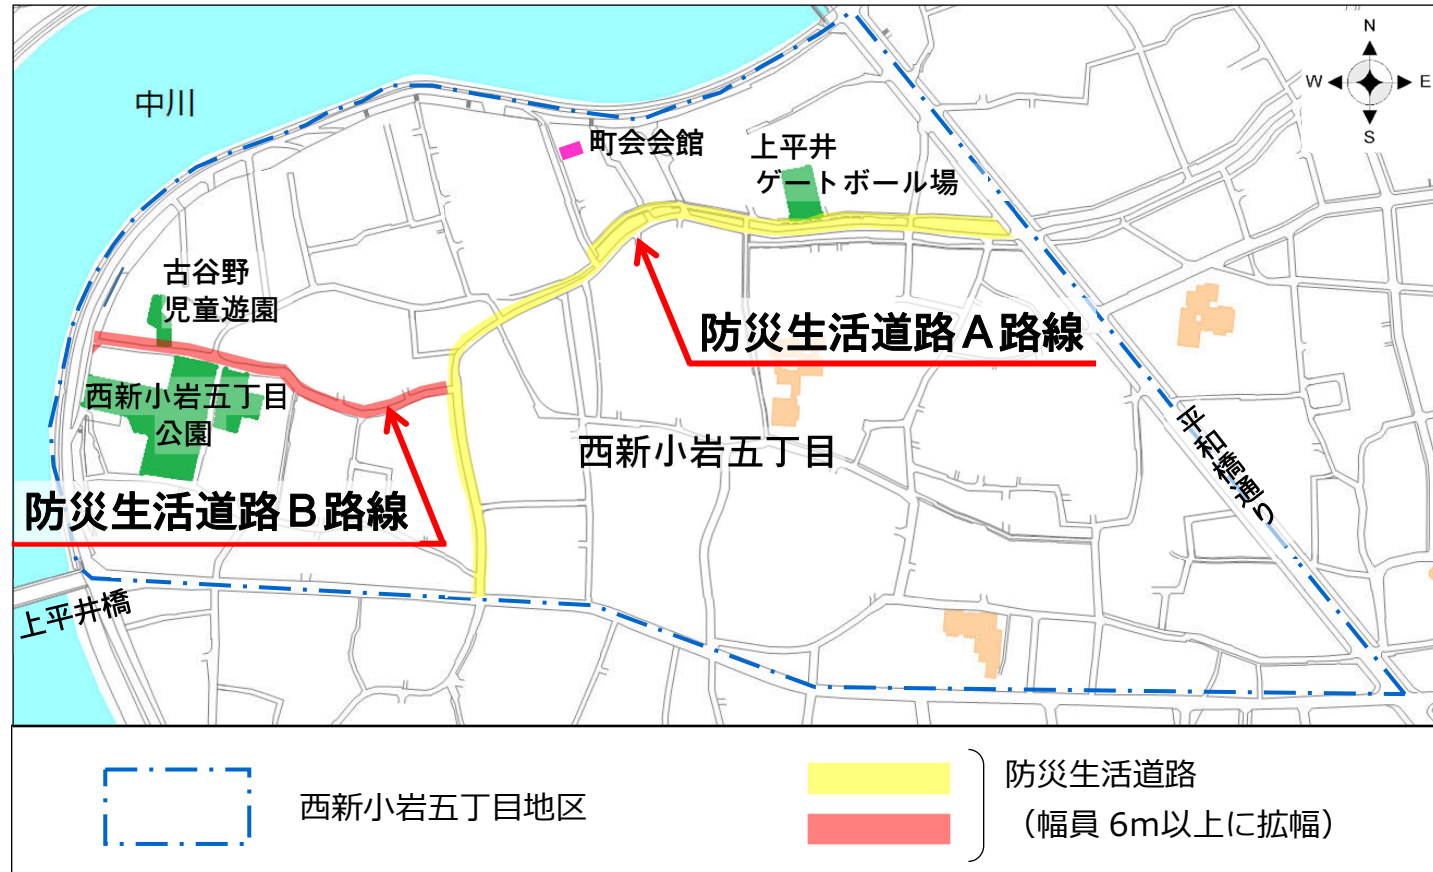 N
W
E
S
中川
町会会館
上平井
ゲートボール場
古谷野
児童遊園
防災生活道路Ａ路線
西新小岩五丁目
公園
西新小岩五丁目
平和橋通り
防災生活道路Ｂ路線
上平井橋
西新小岩五丁目地区
防災生活道路
（幅員 6m以上に拡幅）